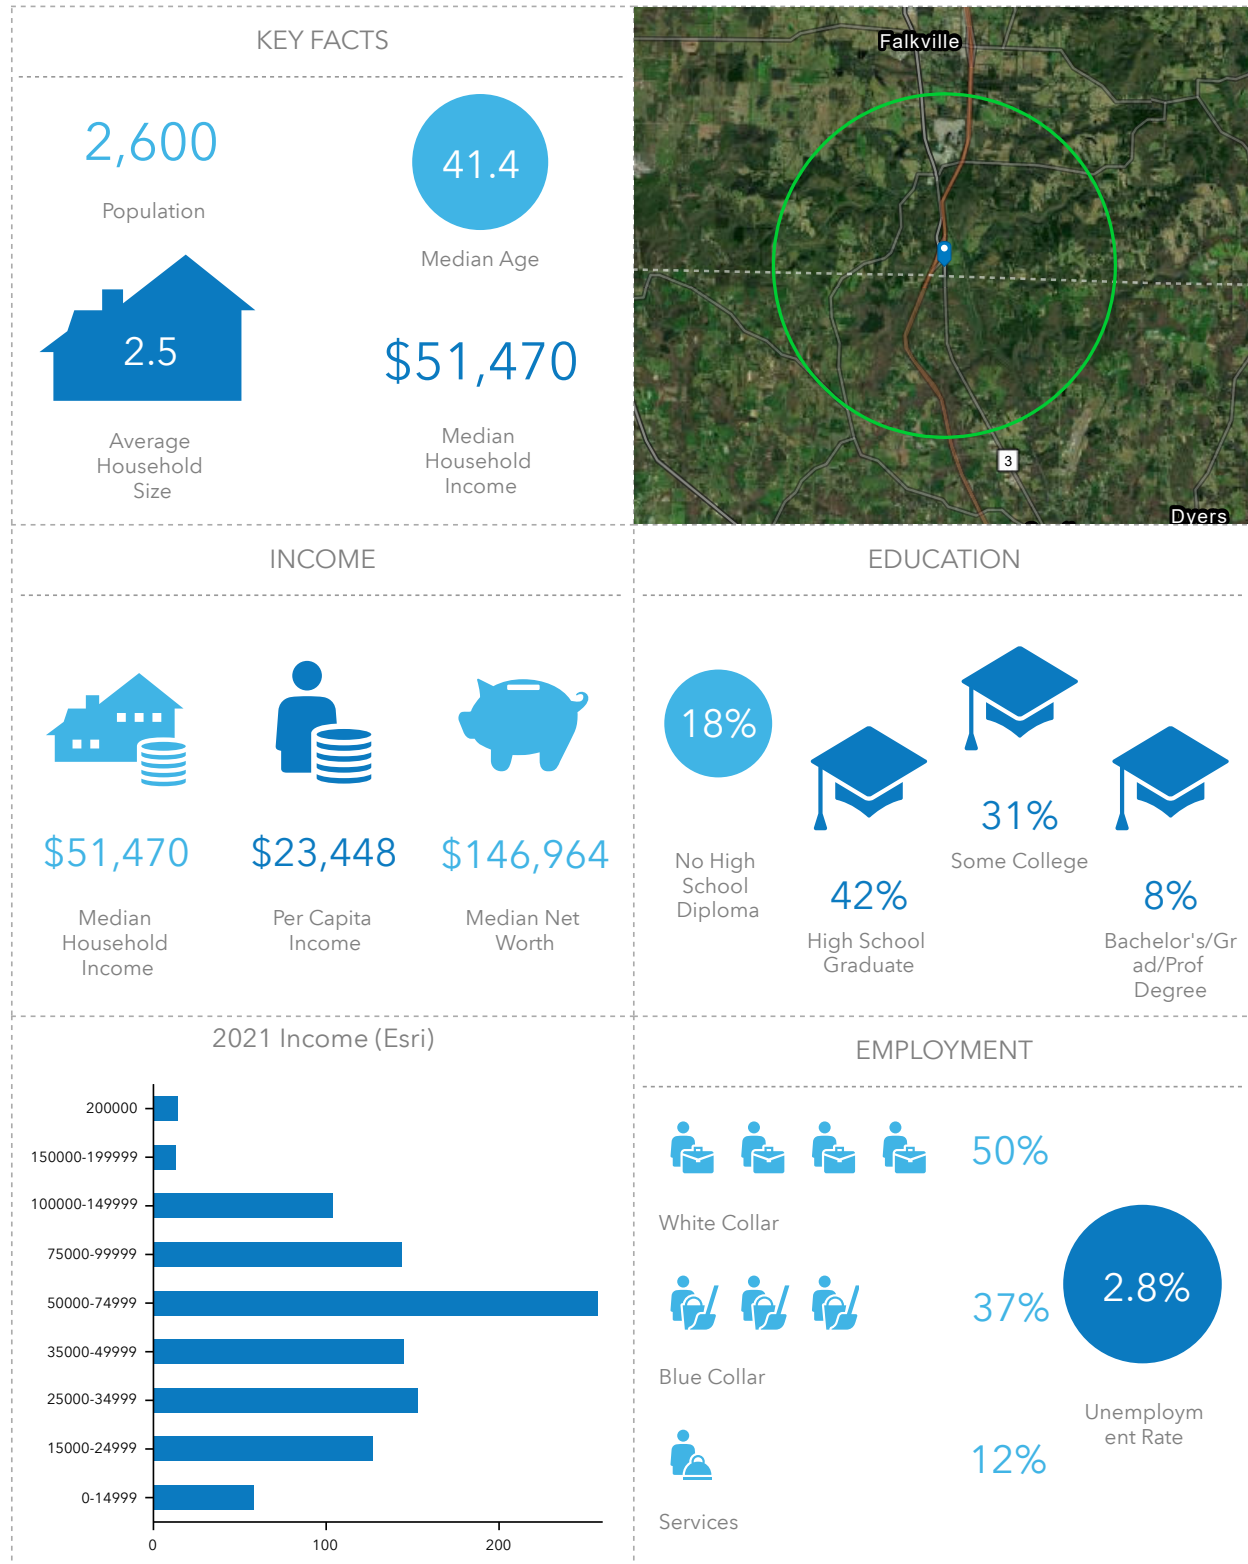 KEY FACTS
2,600
Population
41.4
Median Age
2.5
Average
Household
Size
$51,470
Median
Household
Income
Falkville
3
Dyers
INCOME
$51,470
Median
Household
Income
$23,448
Per Capita
Income
$146,964
Median Net
Worth
EDUCATION
18%
No High
School
Diploma
42%
High School
Graduate
31%
Some College
8%
Bachelor's/Gr
ad/Prof
Degree
2021 Income (Esri)
200000
150000-199999
100000-149999
75000-99999
50000-74999
35000-49999
25000-34999
15000-24999
0-14999
0
100
200
EMPLOYMENT
50%
White Collar
37%
Blue Collar
12%
Services
2.8%
Unemploym
ent Rate